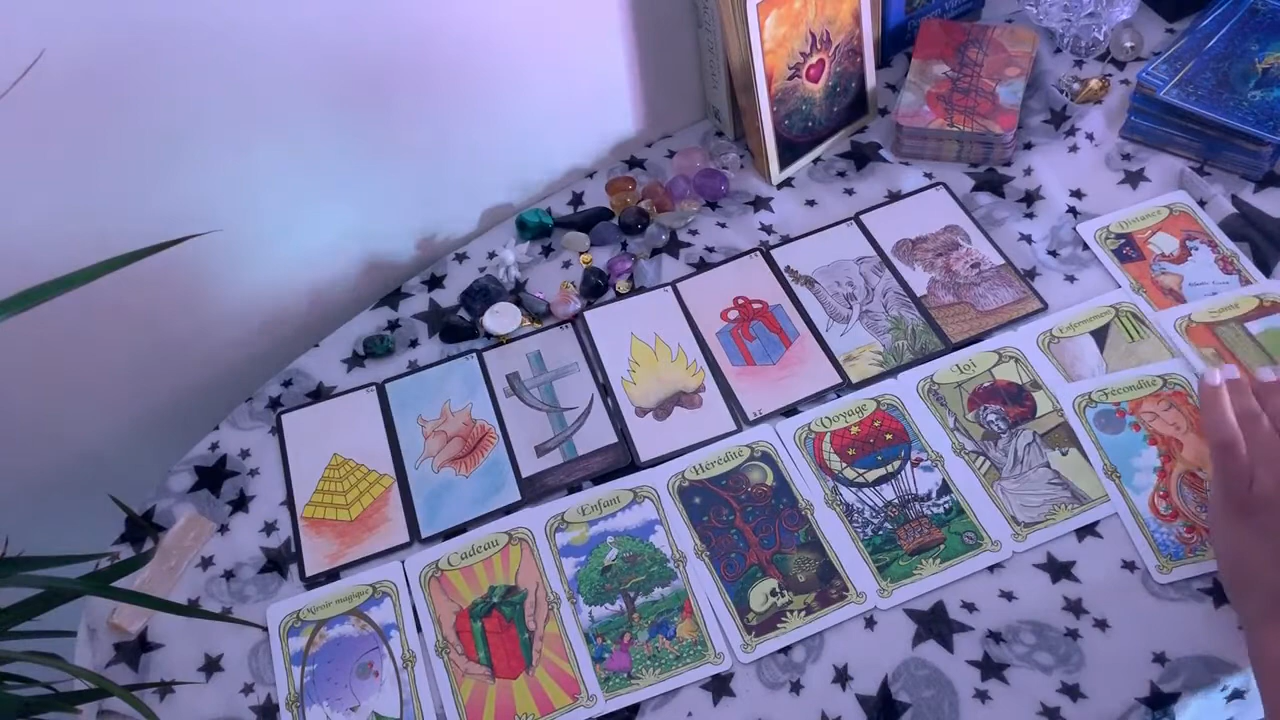 Distance
Enfermement
Santé
Fécondité
Loi
Voyage
Hérédité
Enfant
Cadeau
Miroir magique